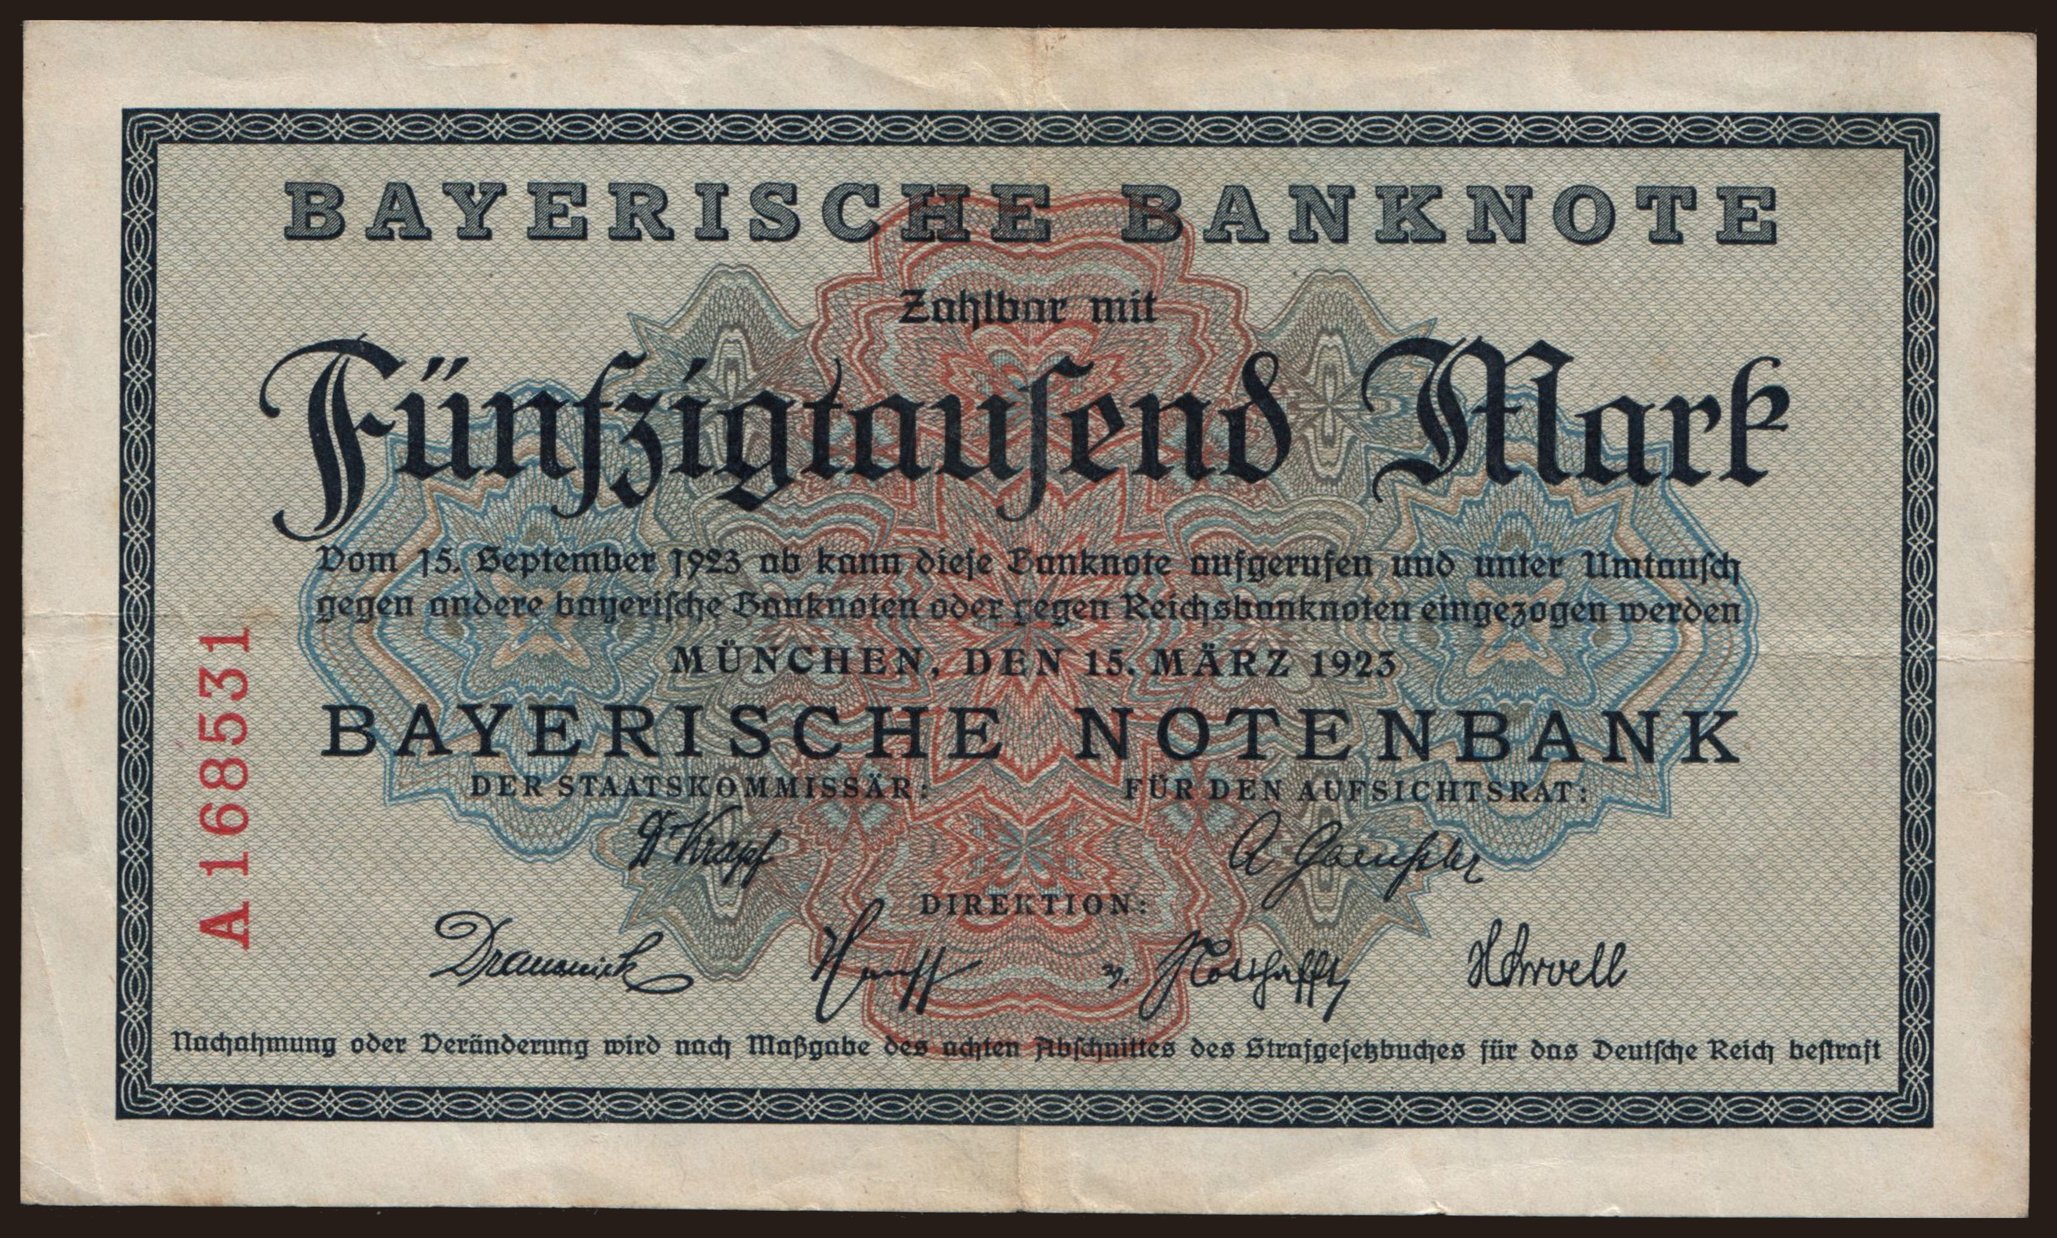 BAYERISCHE BANKNOTE
Zahlbar mit
Fünfzigtausend Mark
Vom 15. September 1923 ab kann diese Banknote aufgerufen und unter Umtausch
gegen andere bayerische Banknoten oder gegen Reichsbanknoten eingezogen werden
MÜNCHEN, DEN 15. MÄRZ 1923
BAYERISCHE NOTENBANK
DER STAATSKOMMISSÄR: FÜR DEN AUFSICHTSRAT:
Dr Krapf
DIREKTION:
v.
Nachahmung oder Veränderung wird nach Maßgabe des achten Abschnittes des Strafgesetzbuches für das Deutsche Reich bestraft
A 168531